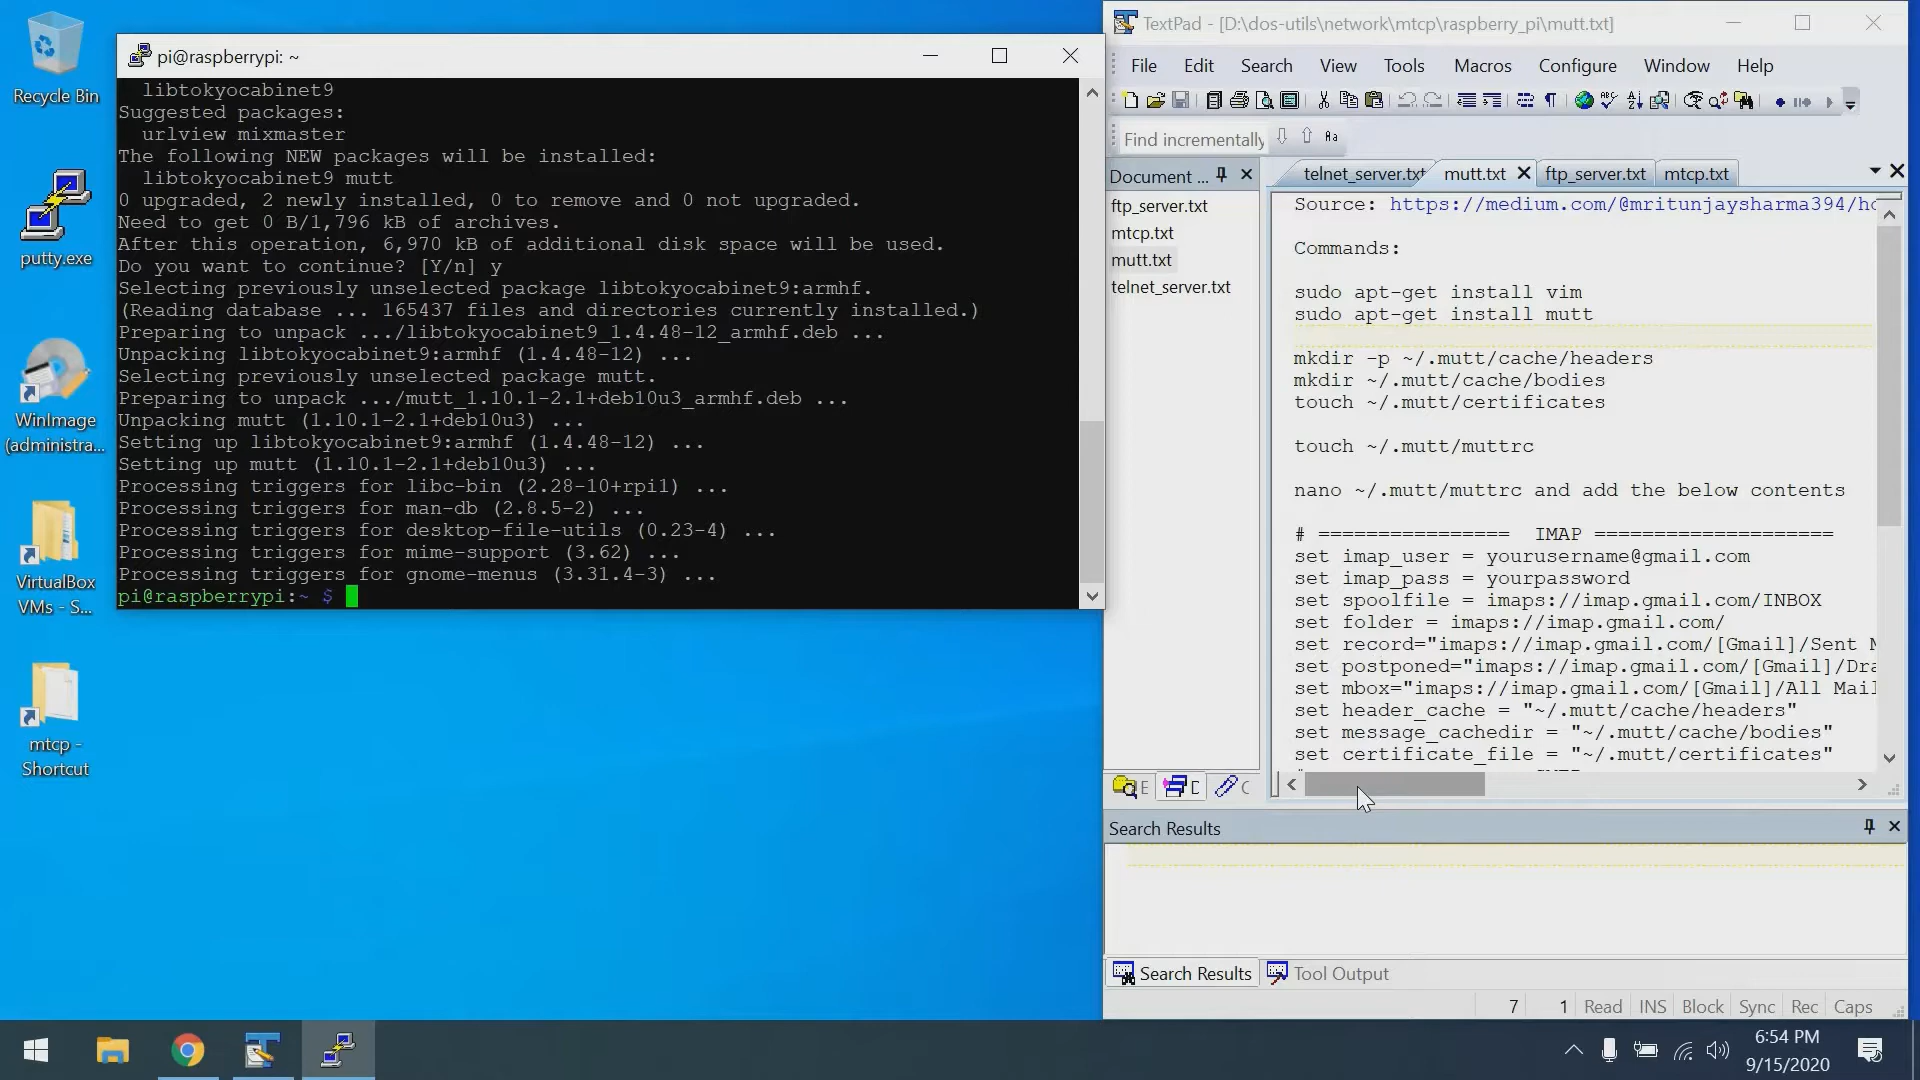 Recycle Bin
putty.exe
WinImage
(administra...
VirtualBox
VMs - S...
mtcp -
Shortcut
pi@raspberrypi: ~
libtokyocabinet9
Suggested packages:
urlview mixmaster
The following NEW packages will be installed:
libtokyocabinet9 mutt
0 upgraded, 2 newly installed, 0 to remove and 0 not upgraded.
Need to get 0 B/1,796 kB of archives.
After this operation, 6,970 kB of additional disk space will be used.
Do you want to continue? [Y/n] y
Selecting previously unselected package libtokyocabinet9:armhf.
(Reading database ... 165437 files and directories currently installed.)
Preparing to unpack .../libtokyocabinet9_1.4.48-12_armhf.deb ...
Unpacking libtokyocabinet9:armhf (1.4.48-12) ...
Selecting previously unselected package mutt.
Preparing to unpack .../mutt_1.10.1-2.1+deb10u3_armhf.deb ...
Unpacking mutt (1.10.1-2.1+deb10u3) ...
Setting up libtokyocabinet9:armhf (1.4.48-12) ...
Setting up mutt (1.10.1-2.1+deb10u3) ...
Processing triggers for libc-bin (2.28-10+rpi1) ...
Processing triggers for man-db (2.8.5-2) ...
Processing triggers for desktop-file-utils (0.23-4) ...
Processing triggers for mime-support (3.62) ...
Processing triggers for gnome-menus (3.31.4-3) ...
pi@raspberrypi:~ $
TextPad - [D:\dos-utils\network\mtcp\raspberry_pi\mutt.txt]
File Edit Search View Tools Macros Configure Window Help
Find incrementally
Document ...
ftp_server.txt
mtcp.txt
mutt.txt
telnet_server.txt
E D C
telnet_server.txt mutt.txt ftp_server.txt mtcp.txt
Source: https://medium.com/@mritunjaysharma394/ho
Commands:
sudo apt-get install vim
sudo apt-get install mutt
mkdir -p ~/.mutt/cache/headers
mkdir ~/.mutt/cache/bodies
touch ~/.mutt/certificates
touch ~/.mutt/muttrc
nano ~/.mutt/muttrc and add the below contents
# ================  IMAP ====================
set imap_user = yourusername@gmail.com
set imap_pass = yourpassword
set spoolfile = imaps://imap.gmail.com/INBOX
set folder = imaps://imap.gmail.com/
set record="imaps://imap.gmail.com/[Gmail]/Sent M
set postponed="imaps://imap.gmail.com/[Gmail]/Dra
set mbox="imaps://imap.gmail.com/[Gmail]/All Mail
set header_cache = "~/.mutt/cache/headers"
set message_cachedir = "~/.mutt/cache/bodies"
set certificate_file = "~/.mutt/certificates"
Search Results
Search Results Tool Output
7 1 Read INS Block Sync Rec Caps
6:54 PM
9/15/2020